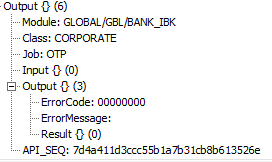 Output {} (6)
Module: GLOBAL/GBL/BANK_IBK
Class: CORPORATE
Job: OTP
Input {} (0)
Output {} (3)
ErrorCode: 00000000
ErrorMessage:
Result {} (0)
API_SEQ: 7d4a411d3ccc55b1a7b31cb8b613526e